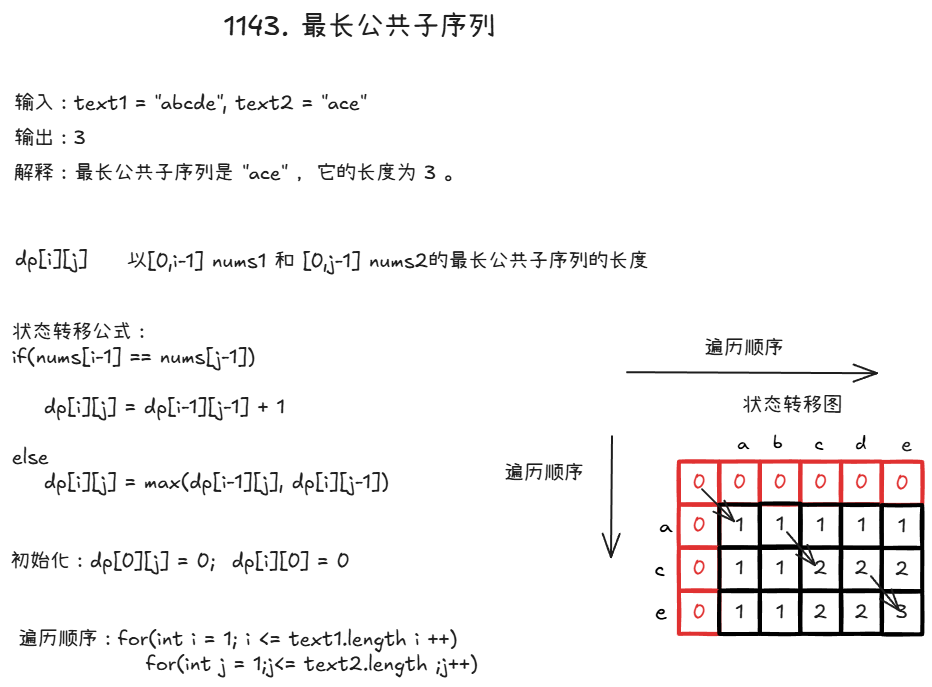 1143. 最长公共子序列
输入：text1 = "abcde", text2 = "ace"
输出：3
解释：最长公共子序列是 "ace" ，它的长度为 3 。
dp[i][j] 以[0,i-1] nums1 和 [0,j-1] nums2的最长公共子序列的长度
状态转移公式：
if(nums[i-1] == nums[j-1])
dp[i][j] = dp[i-1][j-1] + 1
else
dp[i][j] = max(dp[i-1][j], dp[i][j-1])
初始化：dp[0][j] = 0; dp[i][0] = 0
遍历顺序：for(int i = 1; i <= text1.length i ++)
for(int j = 1;j<= text2.length ;j++)
遍历顺序
状态转移图
遍历顺序
a b c d e
0 0 0 0 0 0
a 0 1 1 1 1 1
c 0 1 1 2 2 2
e 0 1 1 2 2 3